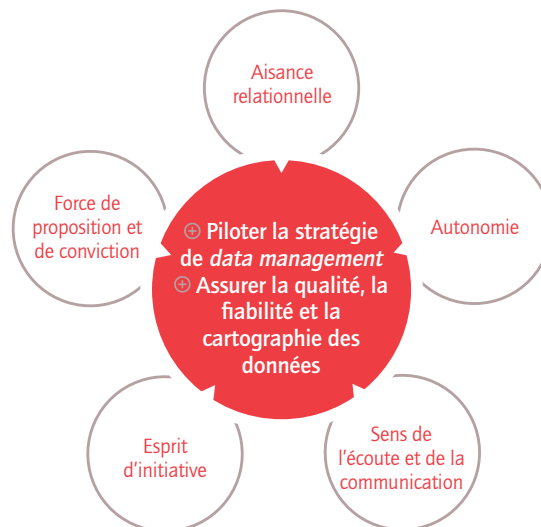 Aisance
relationnelle
Force de
proposition et
de conviction
Autonomie
⊕ Piloter la stratégie
de data management
⊕ Assurer la qualité, la
fiabilité et la
cartographie des
données
Esprit
d'initiative
Sens de
l'écoute et de la
communication